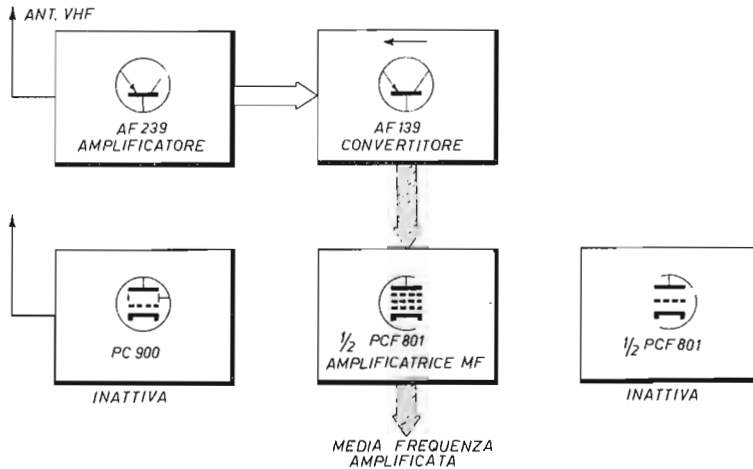 ANT. VHF
AF 239
AMPLIFICATORE
AF 139
CONVERTITORE
PC 900
INATTIVA
1/2 PCF 801
AMPLIFICATRICE MF
1/2 PCF 801
INATTIVA
MEDIA FREQUENZA
AMPLIFICATA